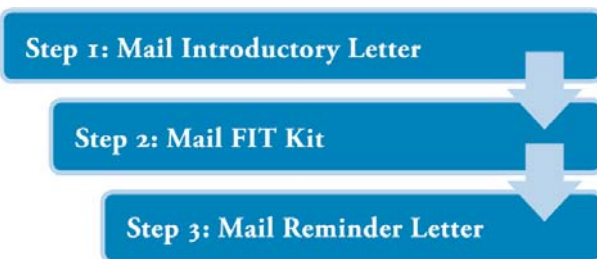 Step 1: Mail Introductory Letter
Step 2: Mail FIT Kit
Step 3: Mail Reminder Letter